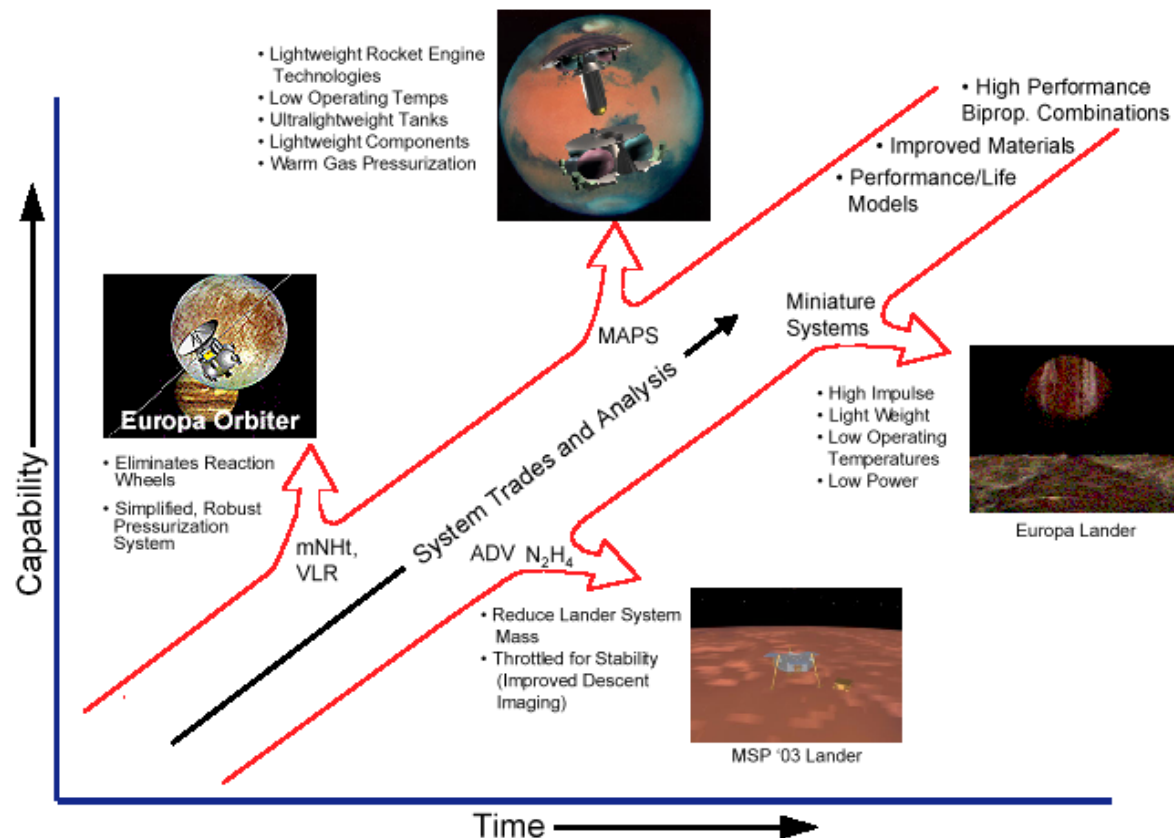 • Lightweight Rocket Engine
Technologies
• Low Operating Temps
• Ultralightweight Tanks
• Lightweight Components
• Warm Gas Pressurization
• High Performance
Biprop. Combinations
• Improved Materials
• Performance/Life
Models
Europa Orbiter
• Eliminates Reaction
Wheels
• Simplified, Robust
Pressurization
System
MAPS
Miniature
Systems
• High Impulse
• Light Weight
• Low Operating
Temperatures
• Low Power
Europa Lander
System Trades and Analysis
mNHt,
VLR
ADV N₂H₄
• Reduce Lander System
Mass
• Throttled for Stability
(Improved Descent
Imaging)
MSP '03 Lander
Capability
Time